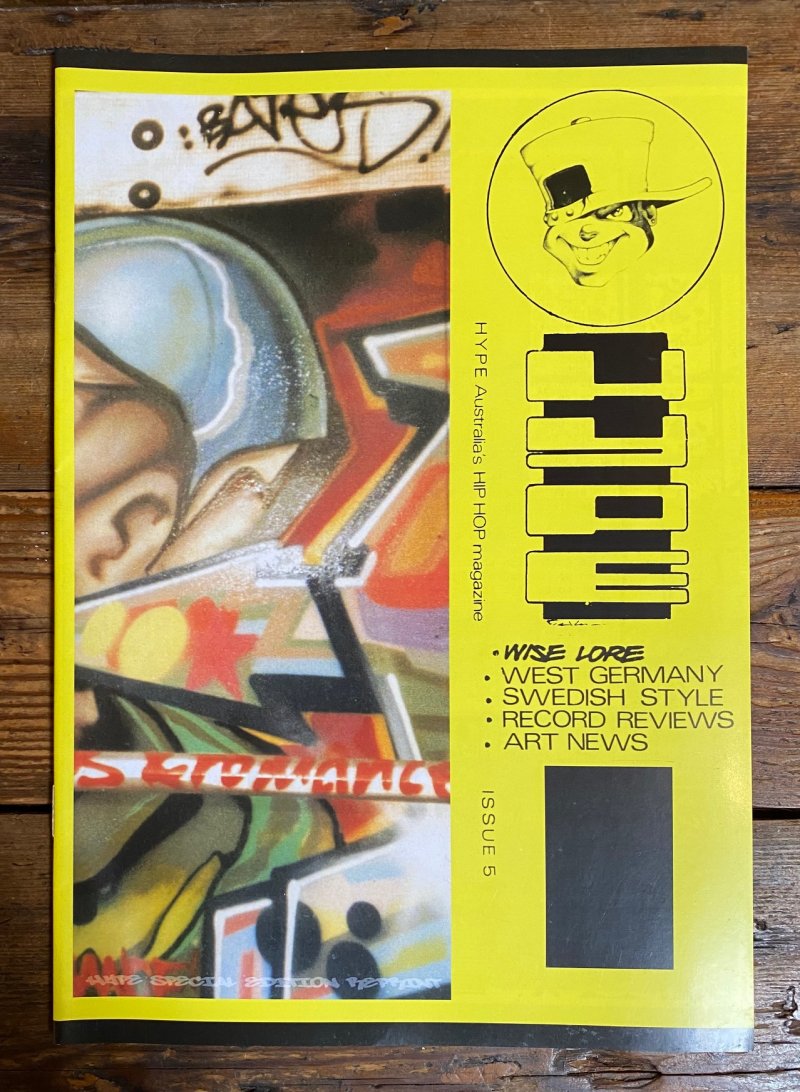 HYPE
HYPE Australia's HIP HOP magazine
• WISE LORE
• WEST GERMANY
• SWEDISH STYLE
• RECORD REVIEWS
• ART NEWS
ISSUE 5
HYPE SPECIAL EDITION REPRINT